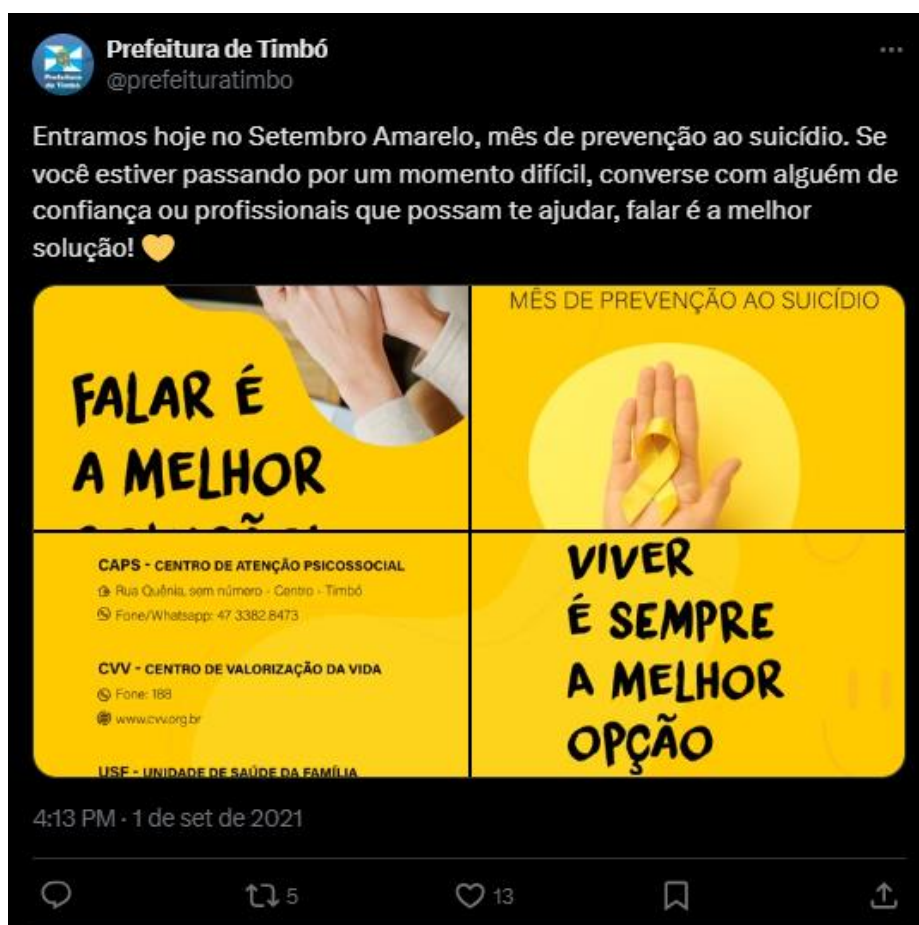 Prefeitura de Timbó
@prefeituratimbo
Entramos hoje no Setembro Amarelo, mês de prevenção ao suicídio. Se
você estiver passando por um momento difícil, converse com alguém de
confiança ou profissionais que possam te ajudar, falar é a melhor
solução! 💛
FALAR É
A MELHOR
MÊS DE PREVENÇÃO AO SUICÍDIO
CAPS - CENTRO DE ATENÇÃO PSICOSSOCIAL
Rua Quênia, sem número - Centro - Timbó
Fone/Whatsapp: 47 3382.8473
CVV - CENTRO DE VALORIZAÇÃO DA VIDA
Fone: 188
www.cvv.org.br
USF - UNIDADE DE SAÚDE DA FAMÍLIA
VIVER
É SEMPRE
A MELHOR
OPÇÃO
4:13 PM · 1 de set de 2021
5
13